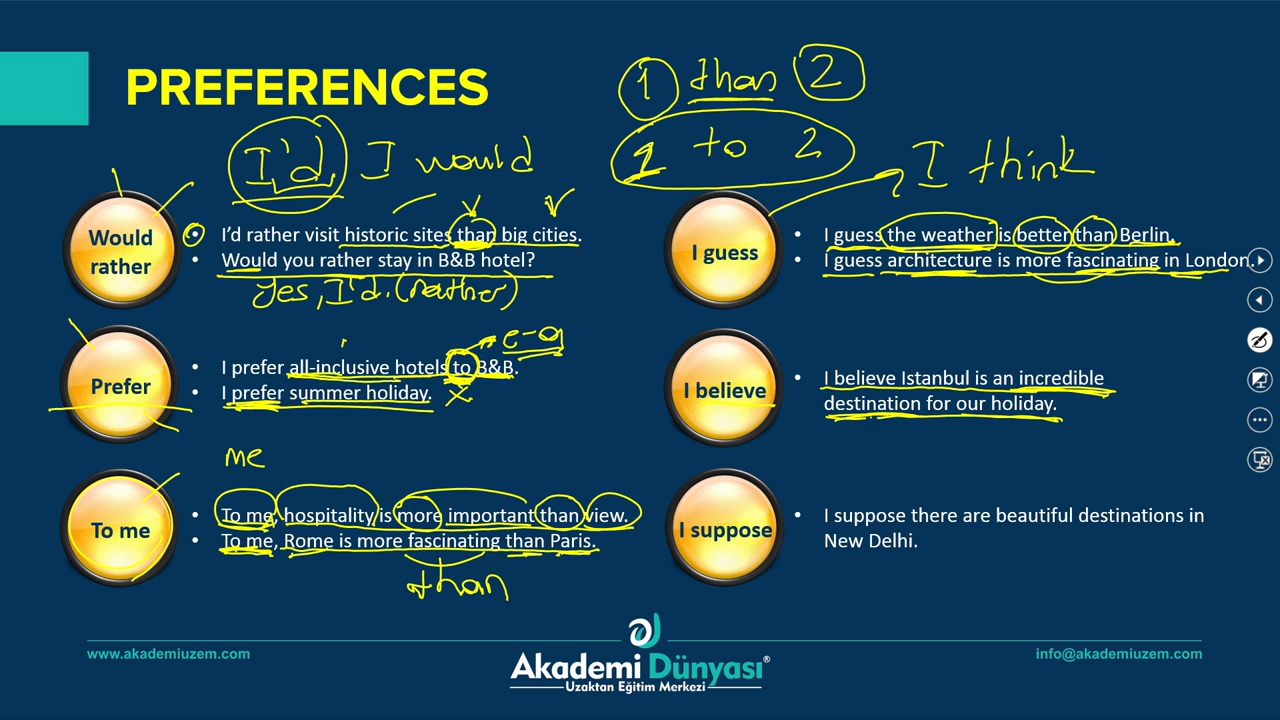 PREFERENCES
1 than 2
1 to 2
I'd, I would
I think
Would
rather
• I'd rather visit historic sites than big cities.
• Would you rather stay in B&B hotel?
Yes, I'd. (rather)
Prefer
e-a
• I prefer all-inclusive hotels to B&B.
• I prefer summer holiday.
me
To me
• To me, hospitality is more important than view.
• To me, Rome is more fascinating than Paris.
than
I guess
• I guess the weather is better than Berlin.
• I guess architecture is more fascinating in London.
I believe
• I believe Istanbul is an incredible
destination for our holiday.
I suppose
• I suppose there are beautiful destinations in
New Delhi.
www.akademiuzem.com
Akademi Dünyası®
Uzaktan Eğitim Merkezi
info@akademiuzem.com